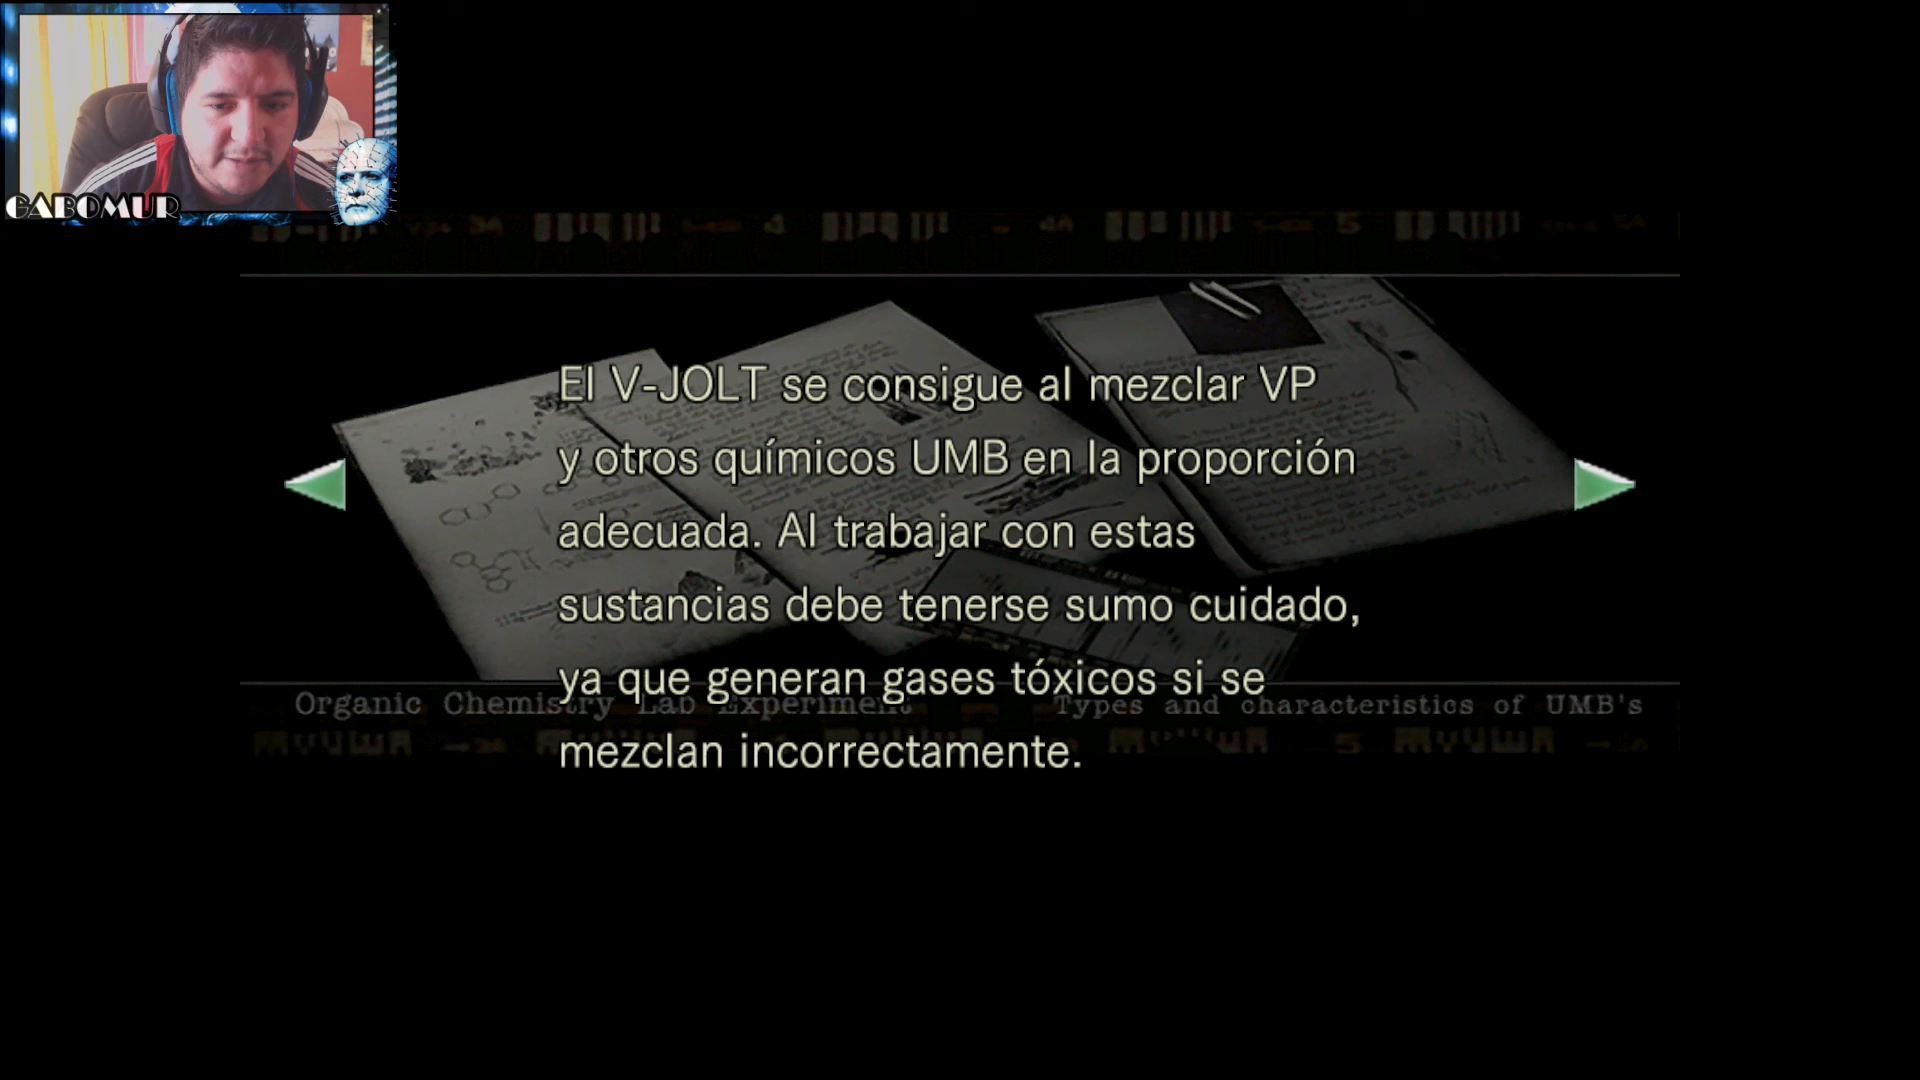 GABOMUR
El V-JOLT se consigue al mezclar VP
y otros químicos UMB en la proporción
adecuada. Al trabajar con estas
sustancias debe tenerse sumo cuidado,
ya que generan gases tóxicos si se
mezclan incorrectamente.
Organic Chemistry Lab Experiment
Types and characteristics of UMB's